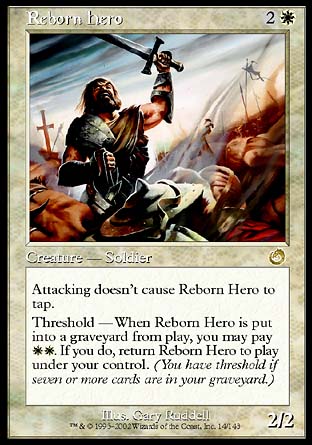 Reborn Hero 2
Creature — Soldier
Attacking doesn't cause Reborn Hero to
tap.
Threshold — When Reborn Hero is put
into a graveyard from play, you may pay
. If you do, return Reborn Hero to play
under your control. (You have threshold if
seven or more cards are in your graveyard.)
Illus. Gary Ruddell
™ & © 1993-2002 Wizards of the Coast, Inc. 14/143
2/2